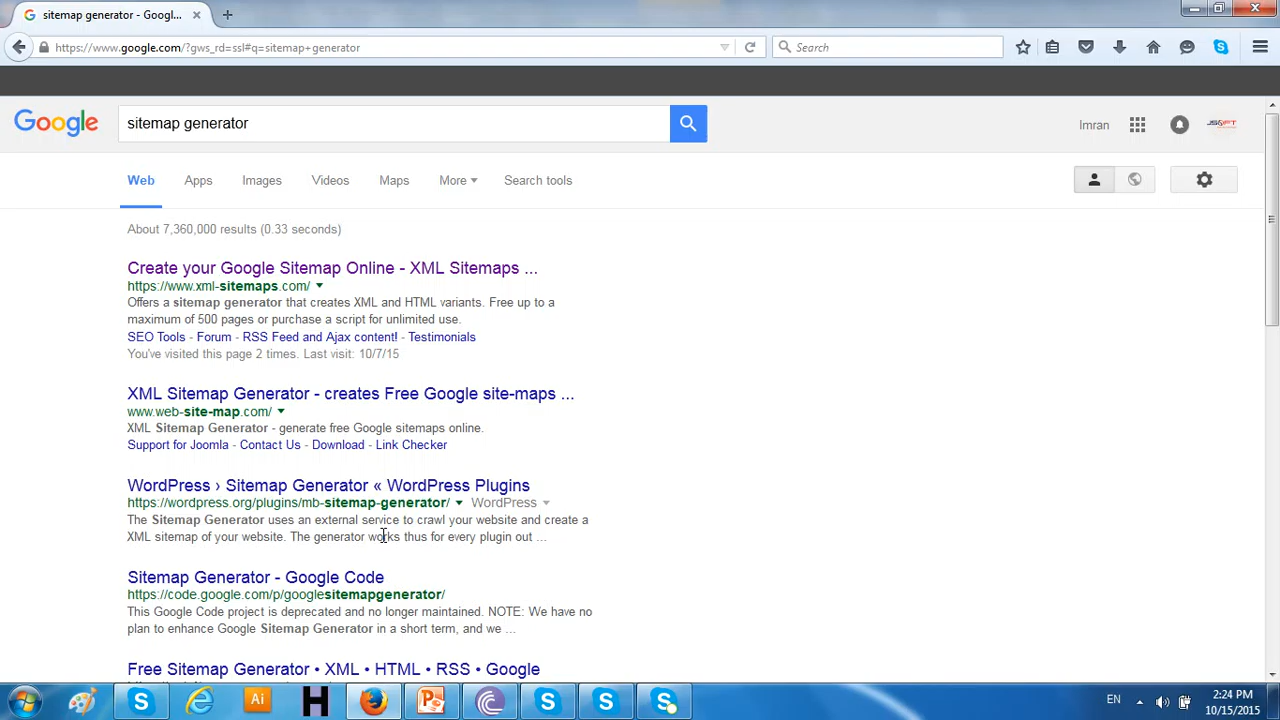 sitemap generator - Googl...
https://www.google.com/?gws_rd=ssl#q=sitemap+generator
Search
Google
sitemap generator
Imran
Web
Apps
Images
Videos
Maps
More
Search tools
About 7,360,000 results (0.33 seconds)
Create your Google Sitemap Online - XML Sitemaps ...
https://www.xml-sitemaps.com/
Offers a sitemap generator that creates XML and HTML variants. Free up to a
maximum of 500 pages or purchase a script for unlimited use.
SEO Tools - Forum - RSS Feed and Ajax content! - Testimonials
You've visited this page 2 times. Last visit: 10/7/15
XML Sitemap Generator - creates Free Google site-maps ...
www.web-site-map.com/
XML Sitemap Generator - generate free Google sitemaps online.
Support for Joomla - Contact Us - Download - Link Checker
WordPress › Sitemap Generator « WordPress Plugins
https://wordpress.org/plugins/mb-sitemap-generator/ WordPress
The Sitemap Generator uses an external service to crawl your website and create a
XML sitemap of your website. The generator works thus for every plugin out ...
Sitemap Generator - Google Code
https://code.google.com/p/googlesitemapgenerator/
This Google Code project is deprecated and no longer maintained. NOTE: We have no
plan to enhance Google Sitemap Generator in a short term, and we ...
Free Sitemap Generator • XML • HTML • RSS • Google
Ai
H
EN
2:24 PM
10/15/2015